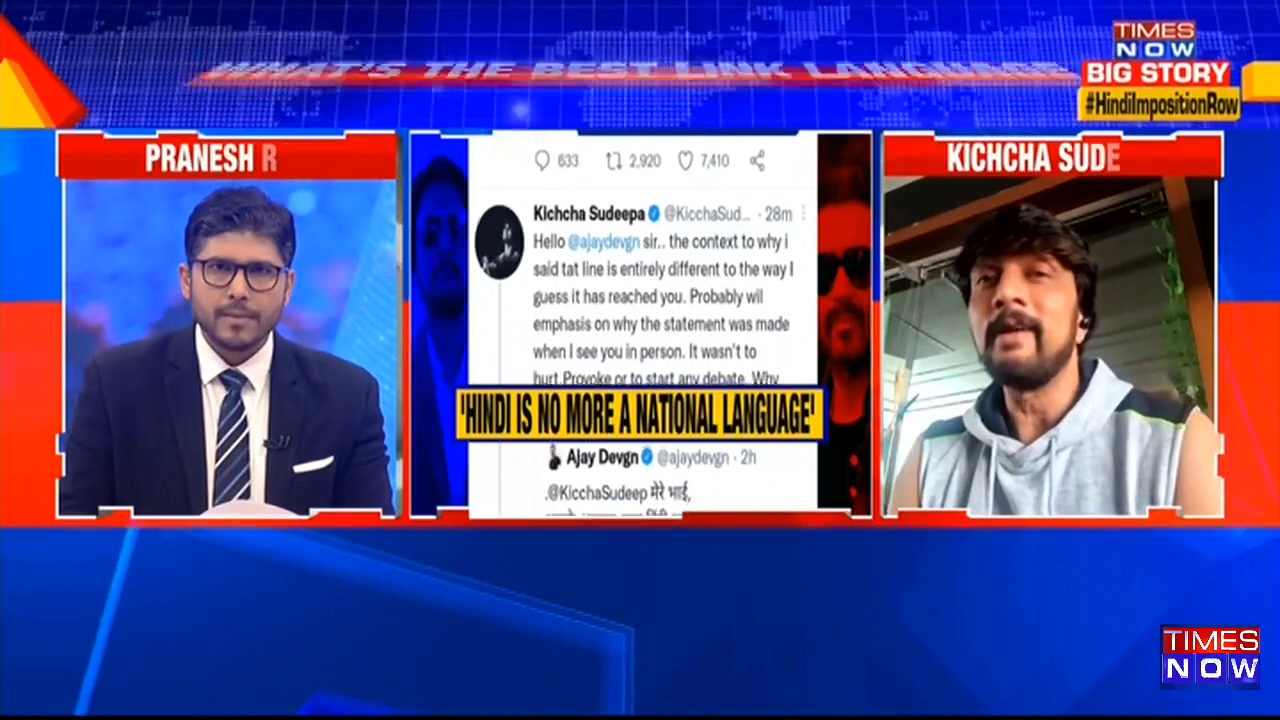 WHAT'S THE BEST LINK LANGUAGE
TIMES
NOW
BIG STORY
#HindiImpositionRow
PRANESH R
633 2,920 7,410
Kichcha Sudeepa @KicchaSud... · 28m
Hello @ajaydevgn sir.. the context to why i
said tat line is entirely different to the way I
guess it has reached you. Probably wil
emphasis on why the statement was made
when I see you in person. It wasn't to
hurt,Provoke or to start any debate. Why
'HINDI IS NO MORE A NATIONAL LANGUAGE'
Ajay Devgn @ajaydevgn · 2h
.@KicchaSudeep मेरे भाई,
KICHCHA SUDE
TIMES
NOW